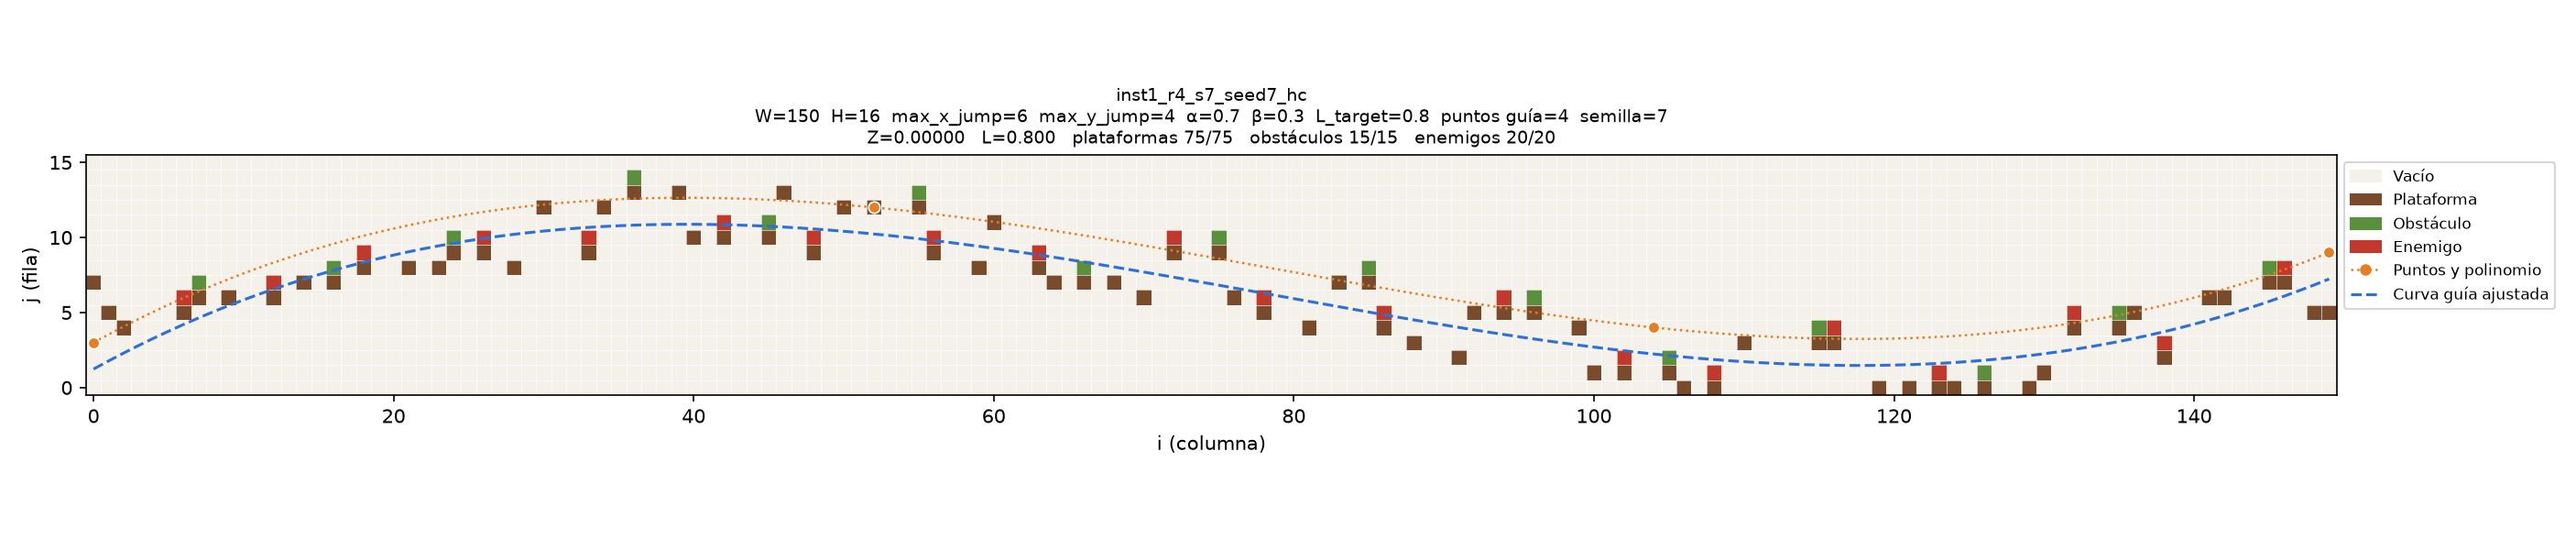 inst1_r4_s7_seed7_hc
W=150 H=16 max_x_jump=6 max_y_jump=4 α=0.7 β=0.3 L_target=0.8 puntos guía=4 semilla=7
Z=0.00000 L=0.800 plataformas 75/75 obstáculos 15/15 enemigos 20/20
15
10
5
0
j (fila)
0 20 40 60 80 100 120 140
i (columna)
Vacío
Plataforma
Obstáculo
Enemigo
Puntos y polinomio
Curva guía ajustada